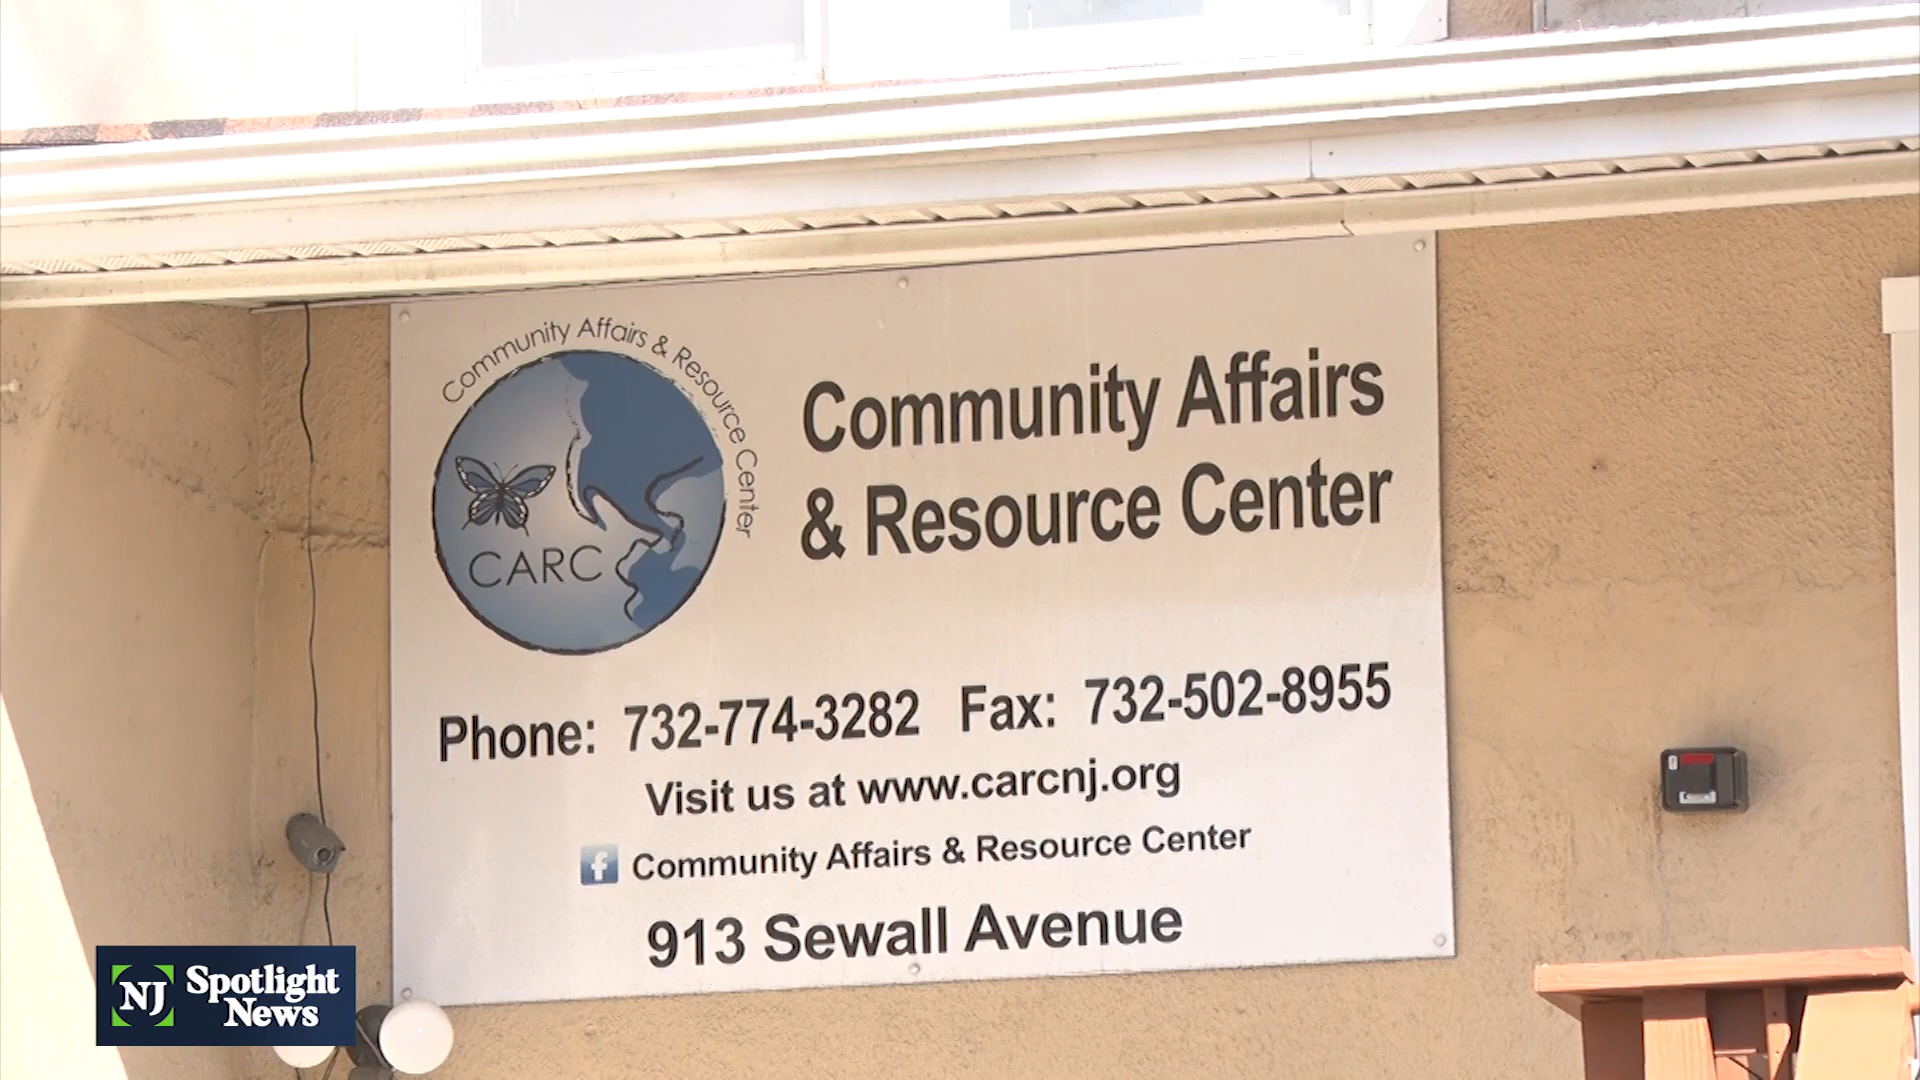 Community Affairs & Resource Center
CARC
Community Affairs
& Resource Center
Phone: 732-774-3282 Fax: 732-502-8955
Visit us at www.carcnj.org
f Community Affairs & Resource Center
913 Sewall Avenue
NJ Spotlight
News